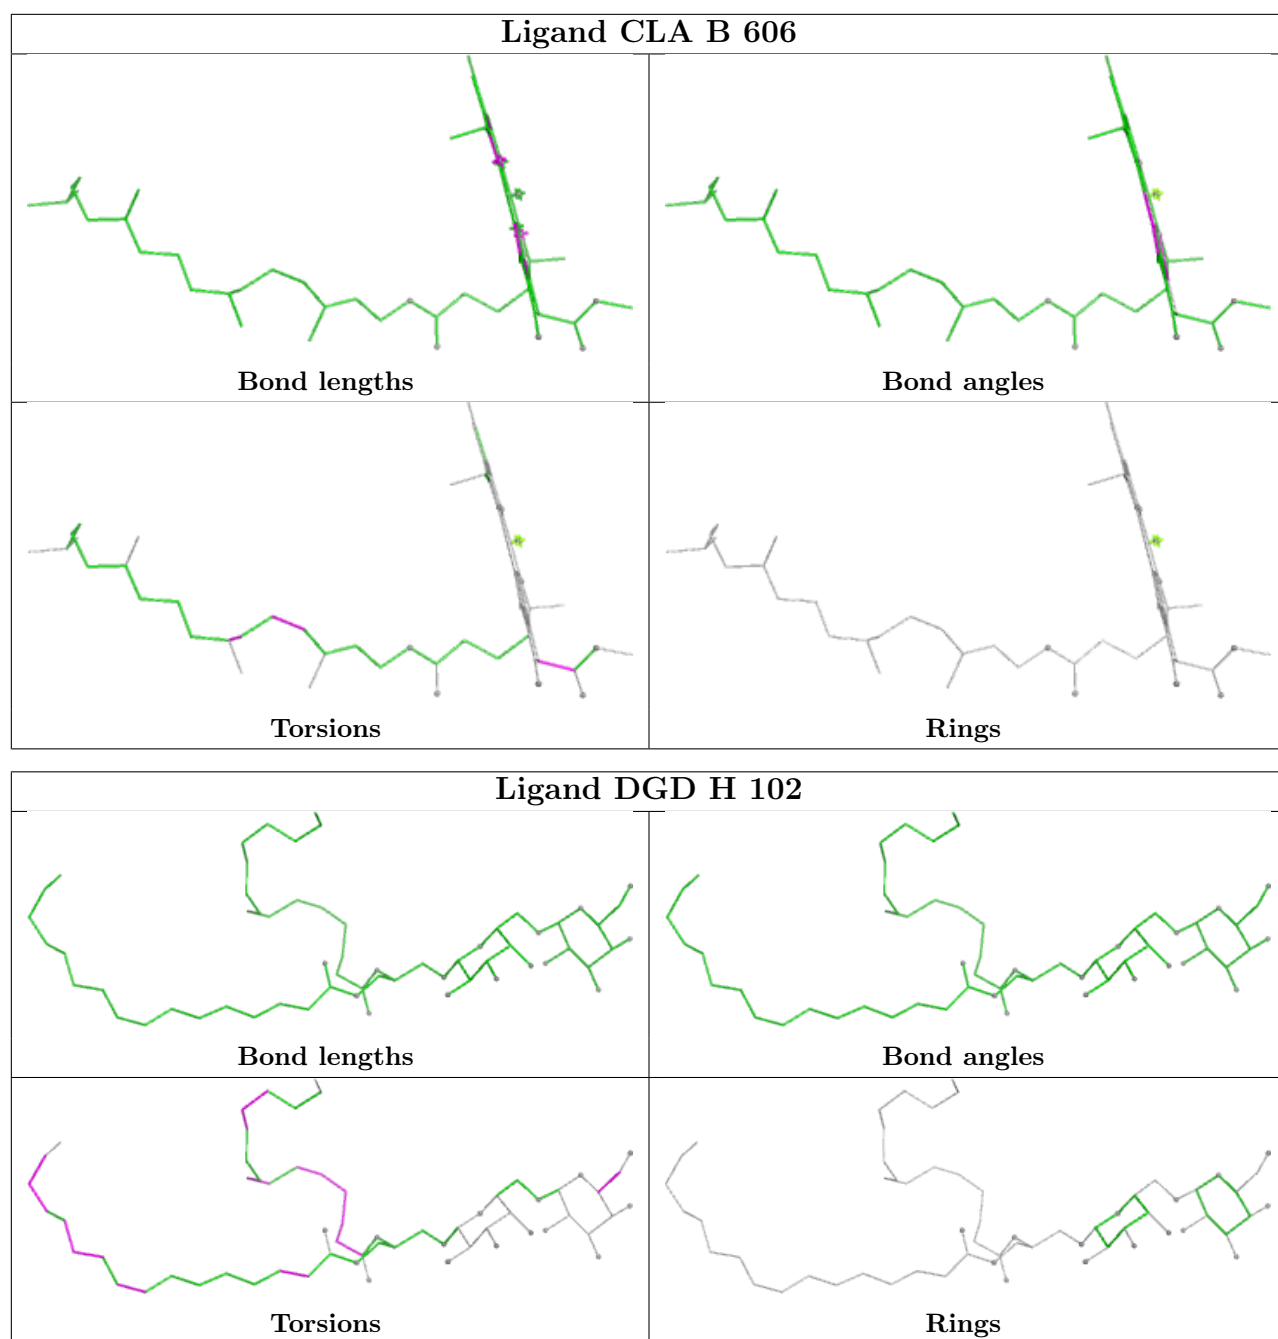 Ligand CLA B 606
Bond lengths
Bond angles
Torsions
Rings
Ligand DGD H 102
Bond lengths
Bond angles
Torsions
Rings